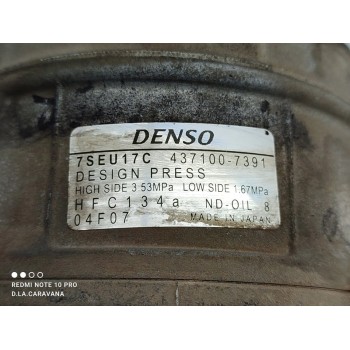 DENSO
7SEU17C 437100-7391
DESIGN PRESS
HIGH SIDE 3.53MPa LOW SIDE 1.67MPa
HFC134a ND-OIL 8
04F07 MADE IN JAPAN
REDMI NOTE 10 PRO
D.LA.CARAVANA